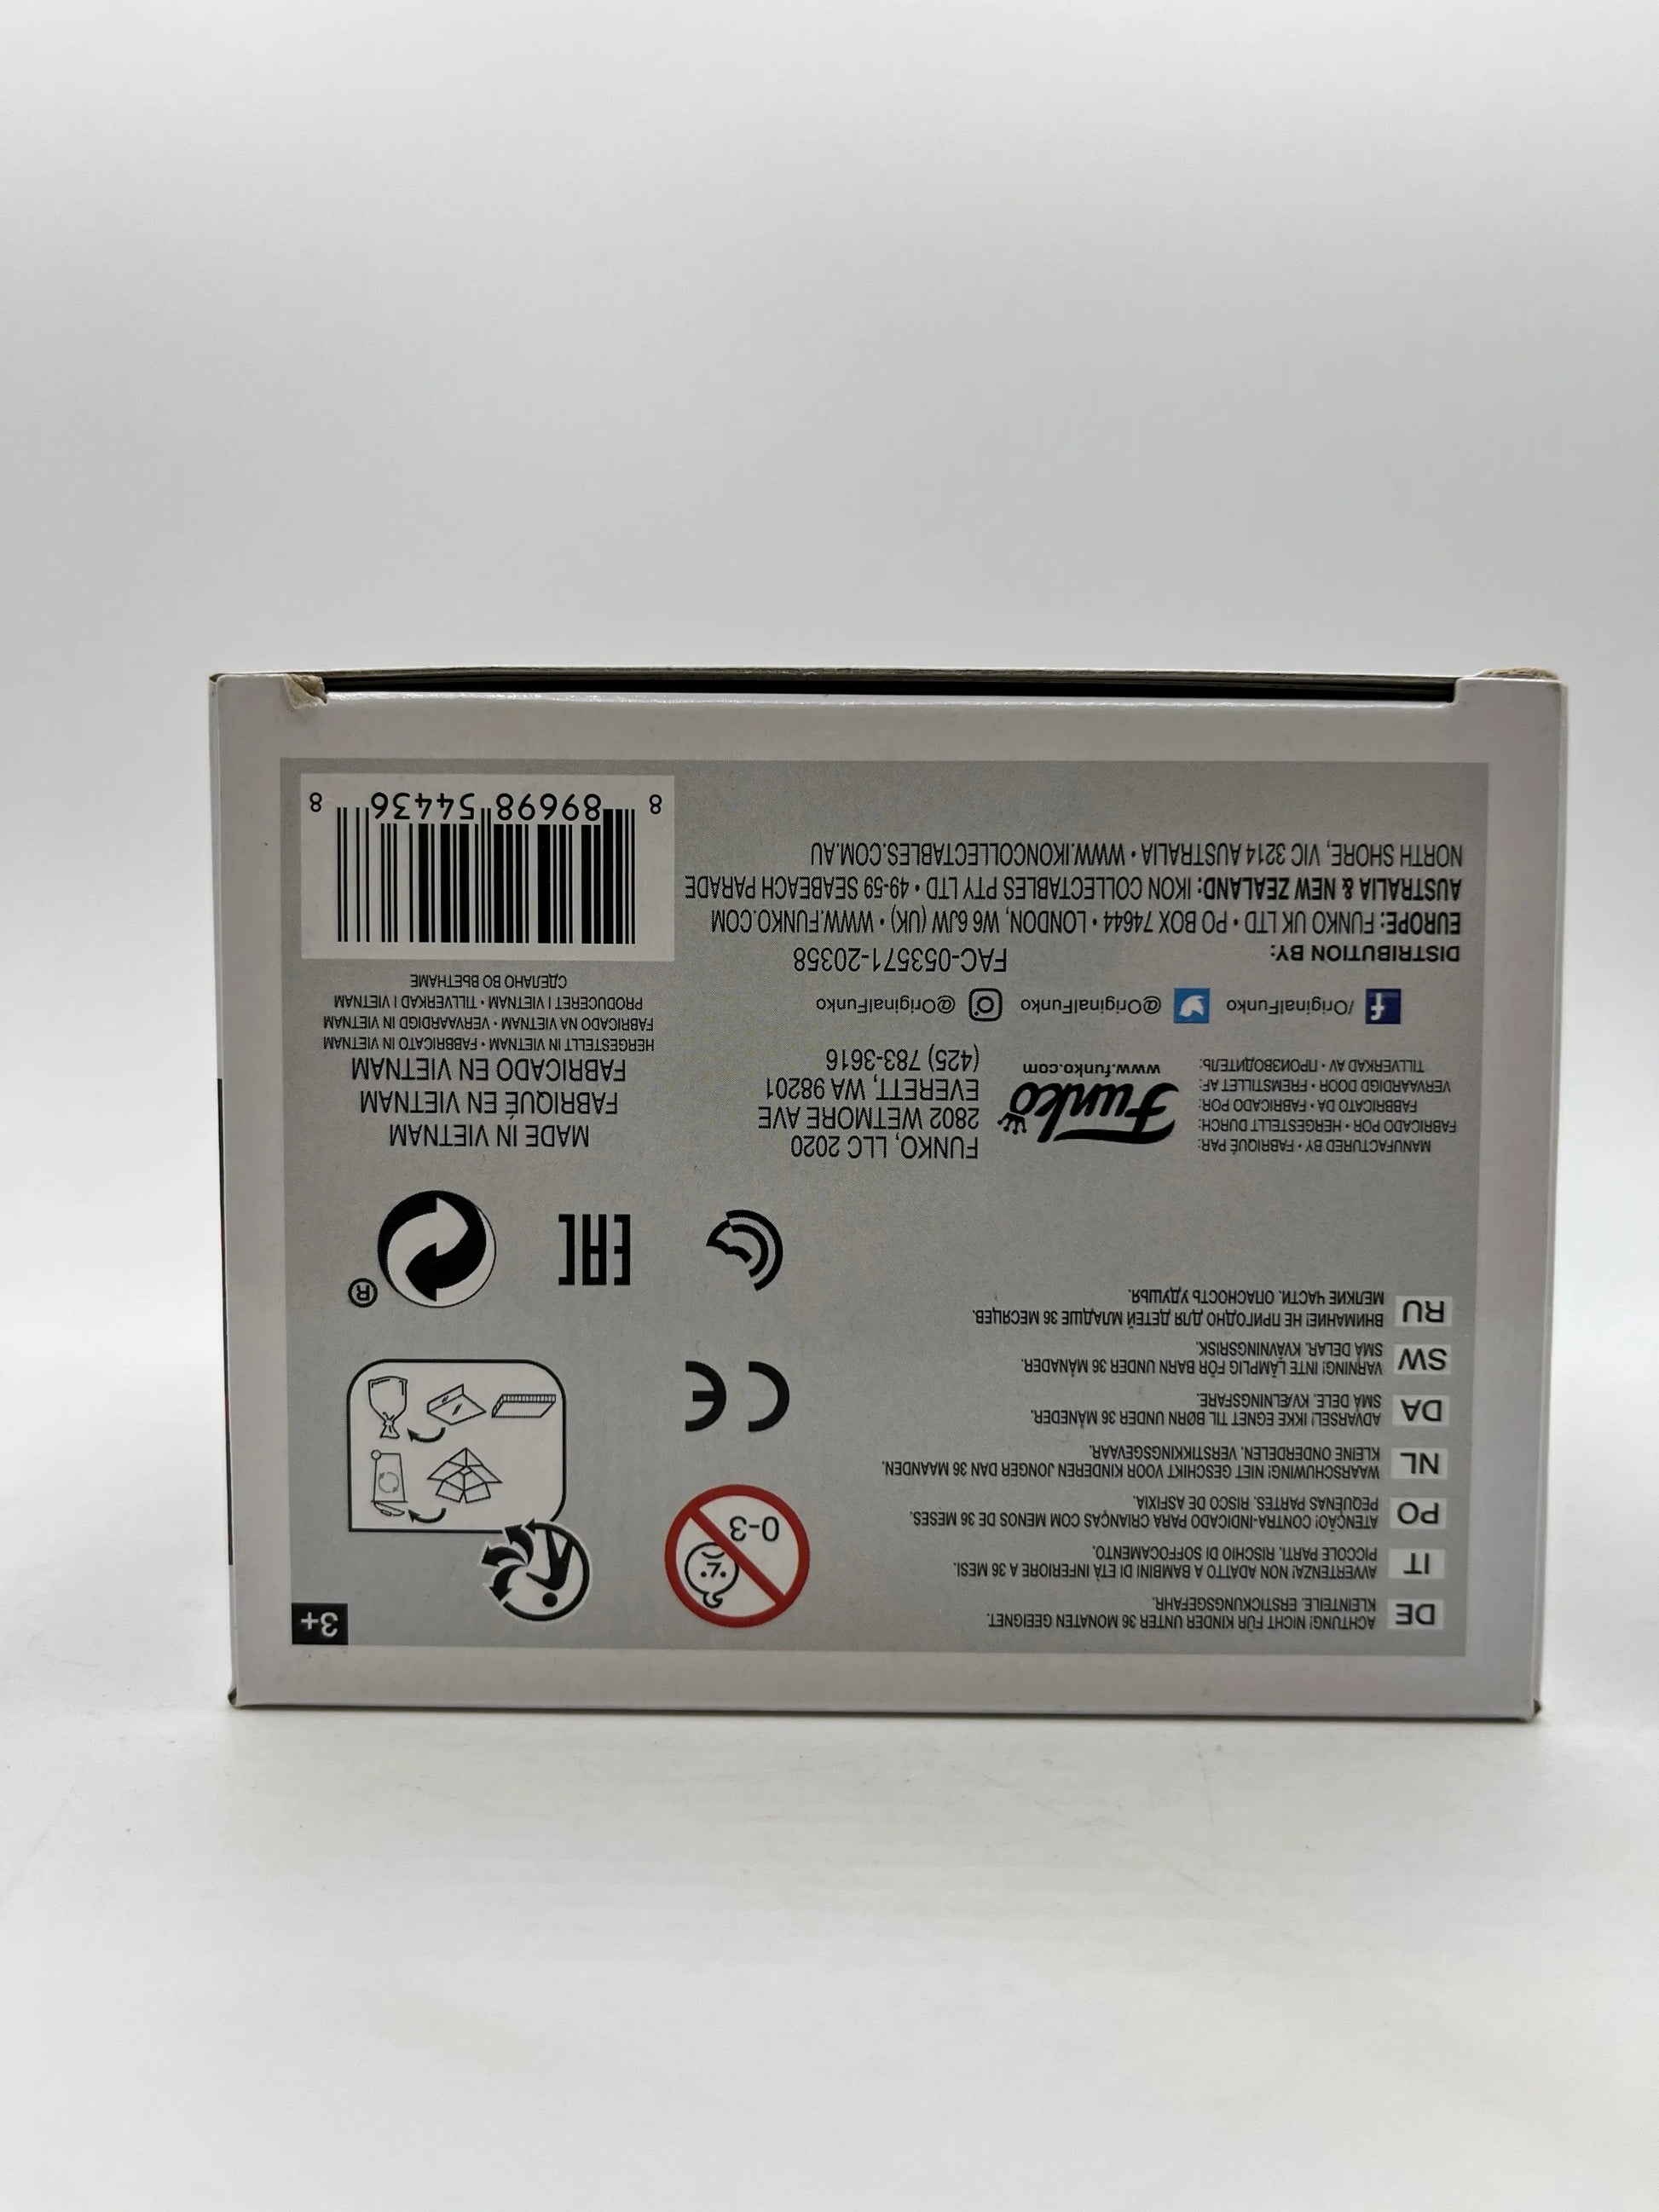 DE
ACHTUNG! NICHT FÜR KINDER UNTER 36 MONATEN GEEIGNET.
KLEINTEILE. ERSTICKUNGSGEFAHR.
IT
AVVERTENZA! NON ADATTO A BAMBINI DI ETÀ INFERIORE A 36 MESI.
PICCOLE PARTI. RISCHIO DI SOFFOCAMENTO.
PO
ATENÇÃO! CONTRA-INDICADO PARA CRIANÇAS COM MENOS DE 36 MESES.
PEQUENAS PARTES. RISCO DE ASFIXIA.
NL
WAARSCHUWING! NIET GESCHIKT VOOR KINDEREN JONGER DAN 36 MAANDEN.
KLEINE ONDERDELEN. VERSTIKKINGSGEVAAR.
DA
ADVARSEL! IKKE EGNET TIL BØRN UNDER 36 MÅNEDER.
SMÅ DELE. KVÆLNINGSFARE.
SW
VARNING! INTE LÄMPLIG FÖR BARN UNDER 36 MÅNADER.
SMÅ DELAR. KVÄVNINGSRISK.
RU
ВНИМАНИЕ! НЕ ПРИГОДНО ДЛЯ ДЕТЕЙ МЛАДШЕ 36 МЕСЯЦЕВ.
МЕЛКИЕ ЧАСТИ. ОПАСНОСТЬ УДУШЬЯ.
0-3
3+
CE
EAC
®
MANUFACTURED BY • FABRIQUÉ PAR:
FABRICADO POR • HERGESTELLT DURCH:
FABBRICATO DA • FABRICADO POR:
VERVAARDIGD DOOR • FREMSTILLET AF:
TILLVERKAD AV • ПРОИЗВОДИТЕЛЬ:
Funko
www.funko.com
FUNKO, LLC 2020
2802 WETMORE AVE
EVERETT, WA 98201
(425) 783-3616
/OriginalFunko @OriginalFunko @OriginalFunko
FAC-053571-20358
DISTRIBUTION BY:
EUROPE: FUNKO UK LTD • PO BOX 74644 • LONDON, W6 6JW (UK) • WWW.FUNKO.COM
AUSTRALIA & NEW ZEALAND: IKON COLLECTABLES PTY LTD • 49-59 SEABEACH PARADE
NORTH SHORE, VIC 3214 AUSTRALIA • WWW.IKONCOLLECTABLES.COM.AU
MADE IN VIETNAM
FABRIQUÉ EN VIETNAM
FABRICADO EN VIETNAM
HERGESTELLT IN VIETNAM • FABBRICATO IN VIETNAM
FABRICADO NA VIETNAM • VERVAARDIGD IN VIETNAM
PRODUCERET I VIETNAM • TILLVERKAD I VIETNAM
СДЕЛАНО ВО ВЬЕТНАМЕ
8 89698 54436 8